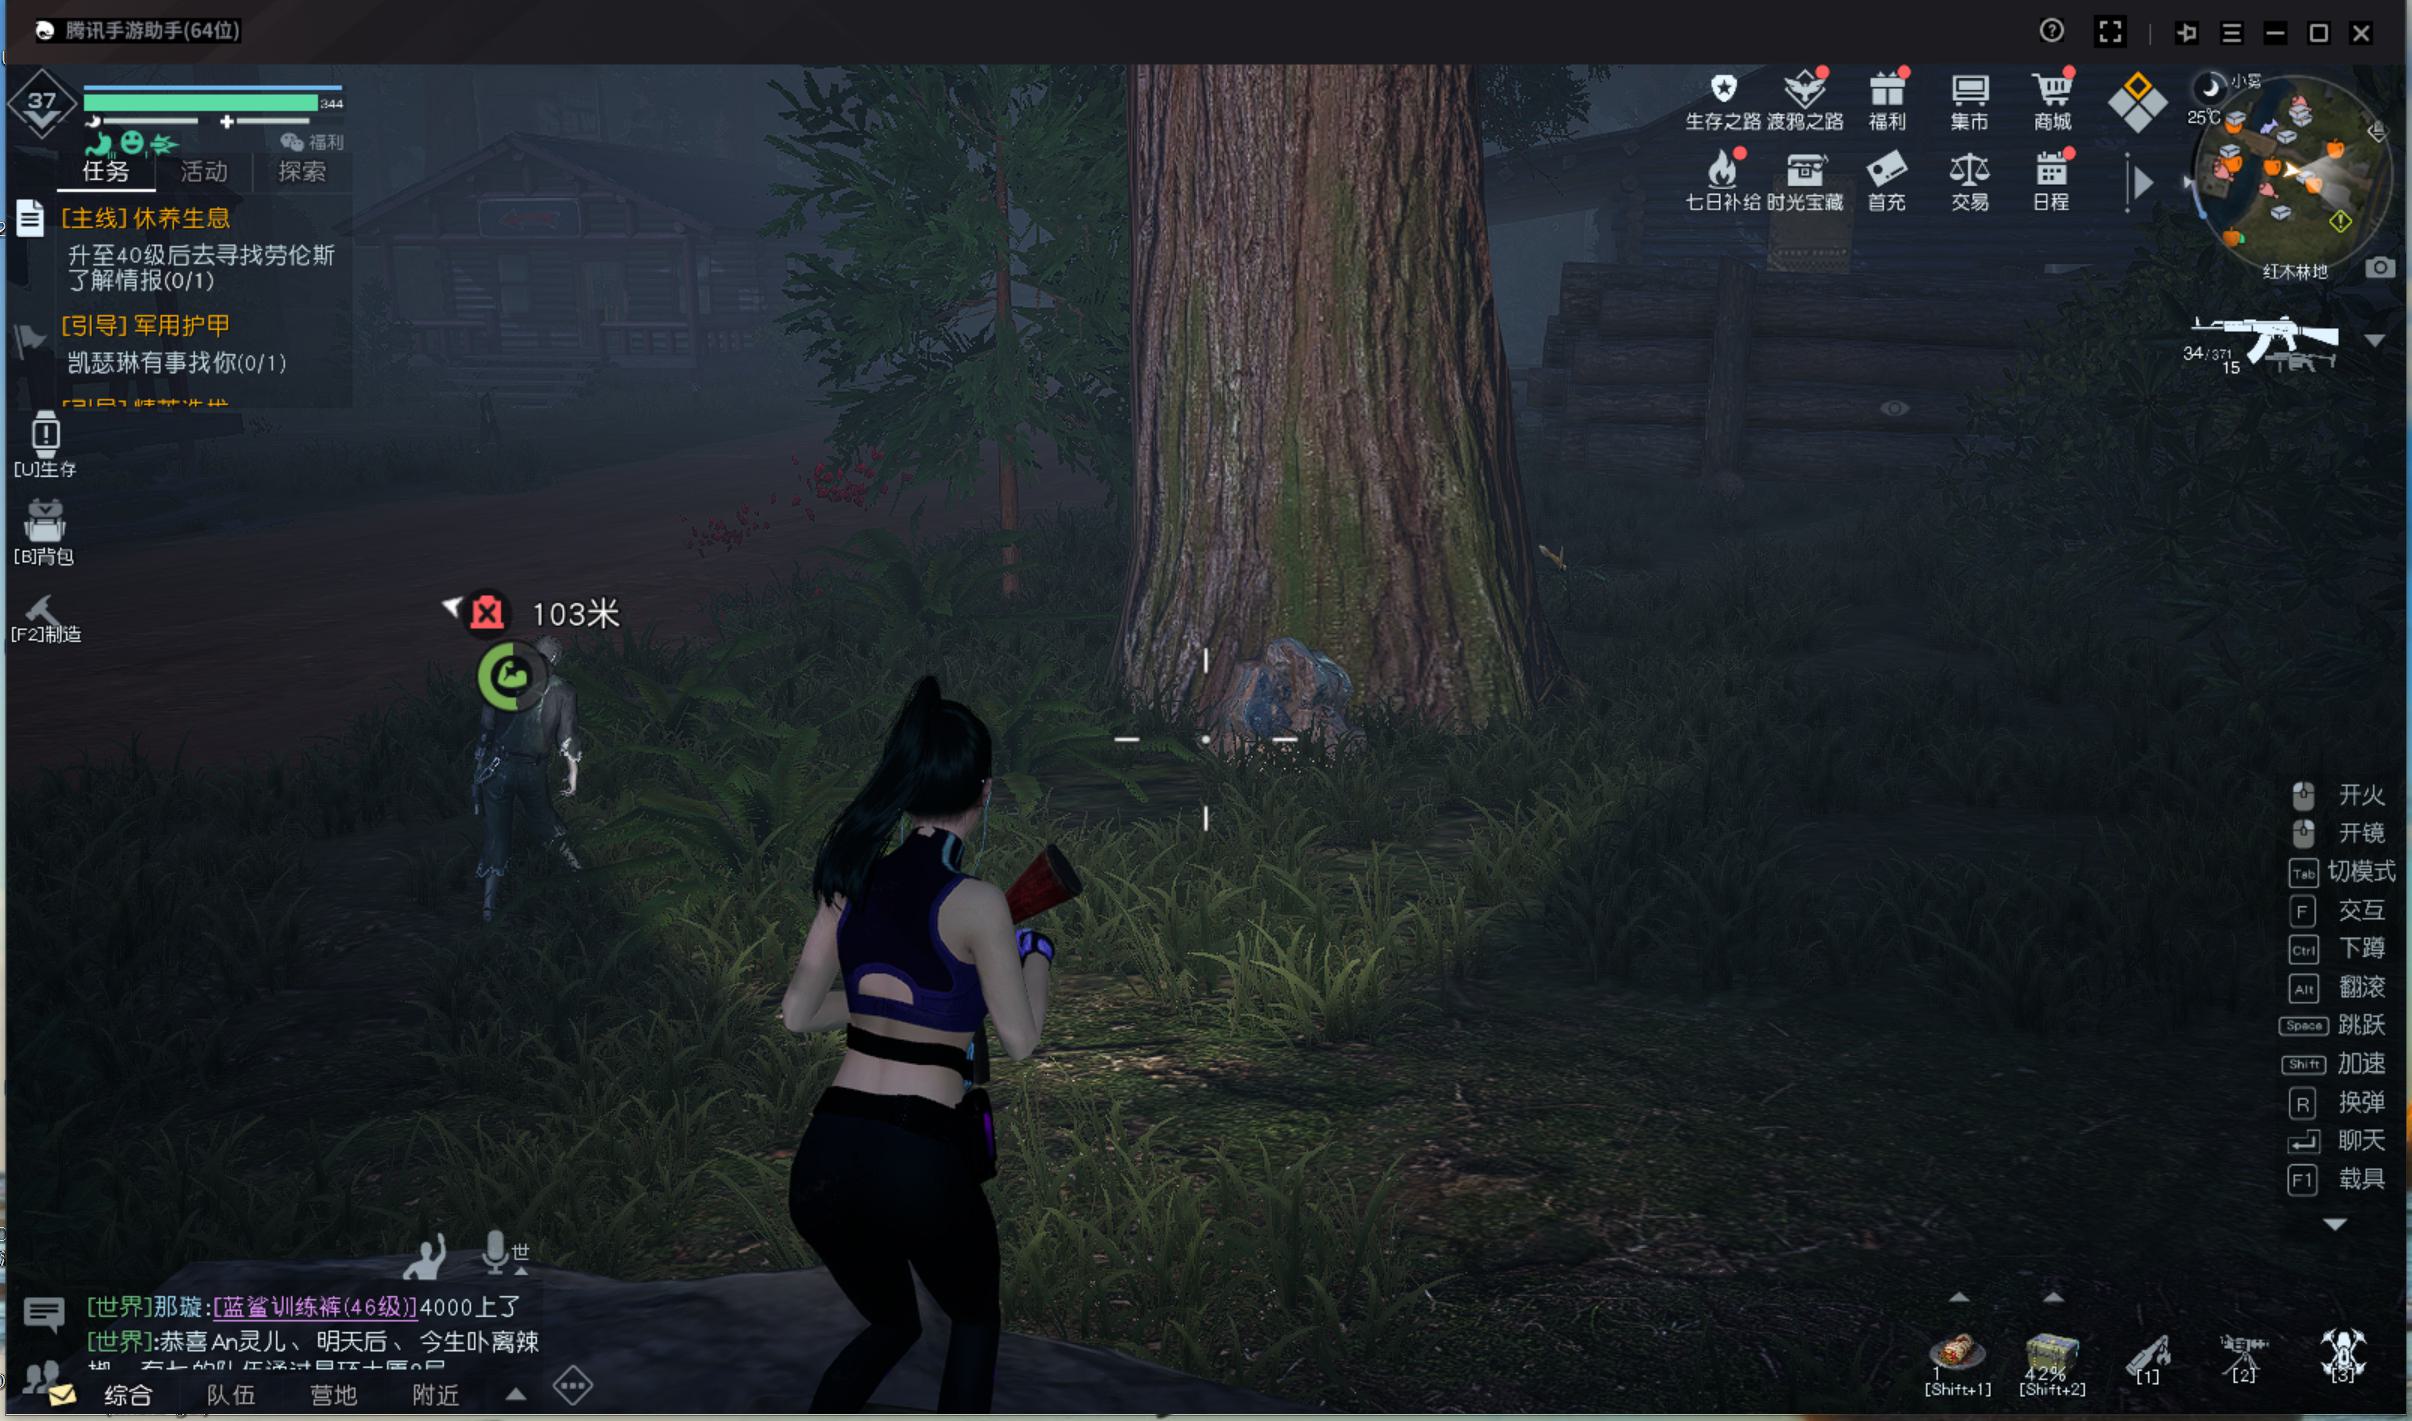 腾讯手游助手(64位)
37
344
福利
任务 活动 探索
[主线] 休养生息
升至40级后去寻找劳伦斯
了解情报(0/1)
[引导] 军用护甲
凯瑟琳有事找你(0/1)
[U]生存
[B]背包
[F2]制造
103米
生存之路 渡鸦之路 福利 集市 商城
七日补给 时光宝藏 首充 交易 日程
小雾
25℃
红木林地
34/371
15
开火
开镜
Tab 切模式
F 交互
Ctrl 下蹲
Alt 翻滚
Space 跳跃
Shift 加速
R 换弹
聊天
F1 载具
世
[世界]那璇:[蓝鲨训练裤(46级)]4000上了
[世界]:恭喜An灵儿、明天后、今生卟离辣
综合 队伍 营地 附近
1 42%
[Shift+1] [Shift+2] [1] [2] [3]